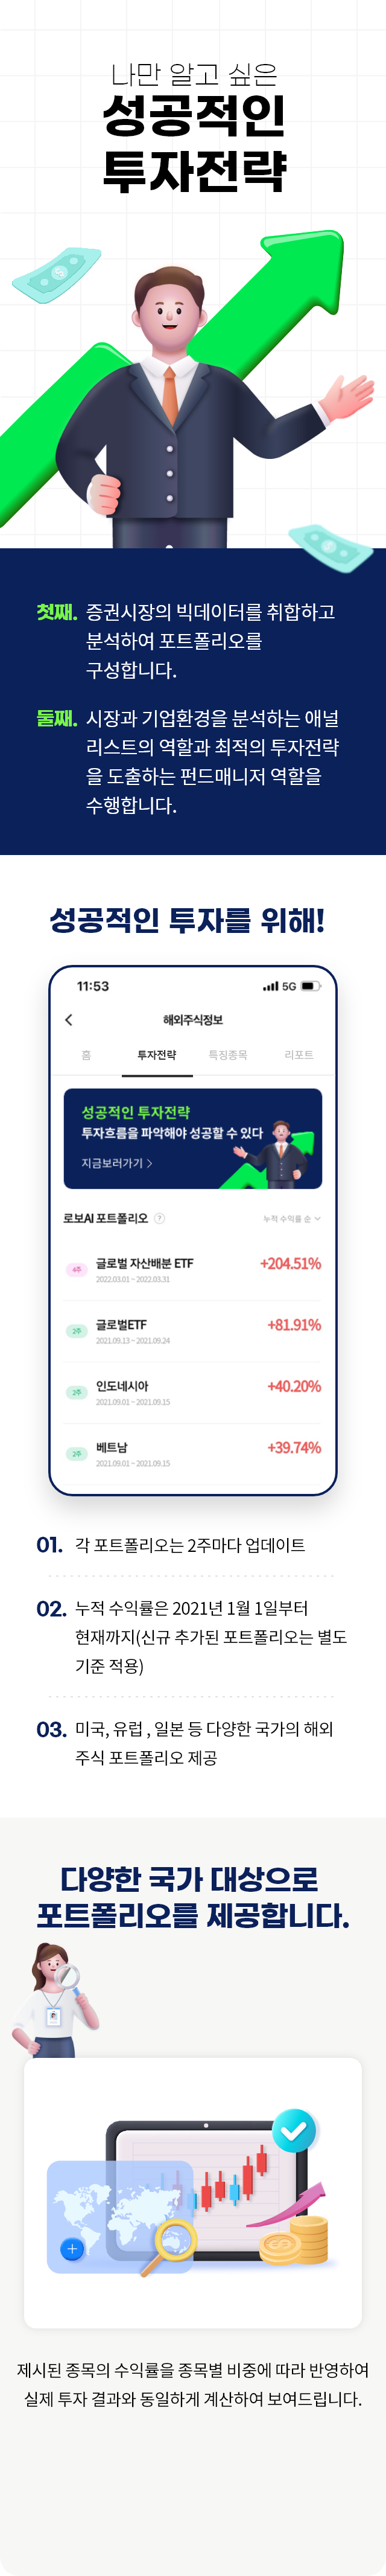 나만 알고 싶은
성공적인
투자전략
첫째. 증권시장의 빅데이터를 취합하고
분석하여 포트폴리오를
구성합니다.
둘째. 시장과 기업환경을 분석하는 애널
리스트의 역할과 최적의 투자전략
을 도출하는 펀드매니저 역할을
수행합니다.
성공적인 투자를 위해!
11:53 5G
해외주식정보
홈 투자전략 특징종목 리포트
성공적인 투자전략
투자흐름을 파악해야 성공할 수 있다
지금보러가기 >
로보AI 포트폴리오 ? 누적 수익률 순
4주 글로벌 자산배분 ETF +204.51%
2022.03.01 ~ 2022.03.31
2주 글로벌ETF +81.91%
2021.09.13 ~ 2021.09.24
2주 인도네시아 +40.20%
2021.09.01 ~ 2021.09.15
2주 베트남 +39.74%
2021.09.01 ~ 2021.09.15
01. 각 포트폴리오는 2주마다 업데이트
02. 누적 수익률은 2021년 1월 1일부터
현재까지(신규 추가된 포트폴리오는 별도
기준 적용)
03. 미국, 유럽 , 일본 등 다양한 국가의 해외
주식 포트폴리오 제공
다양한 국가 대상으로
포트폴리오를 제공합니다.
제시된 종목의 수익률을 종목별 비중에 따라 반영하여
실제 투자 결과와 동일하게 계산하여 보여드립니다.